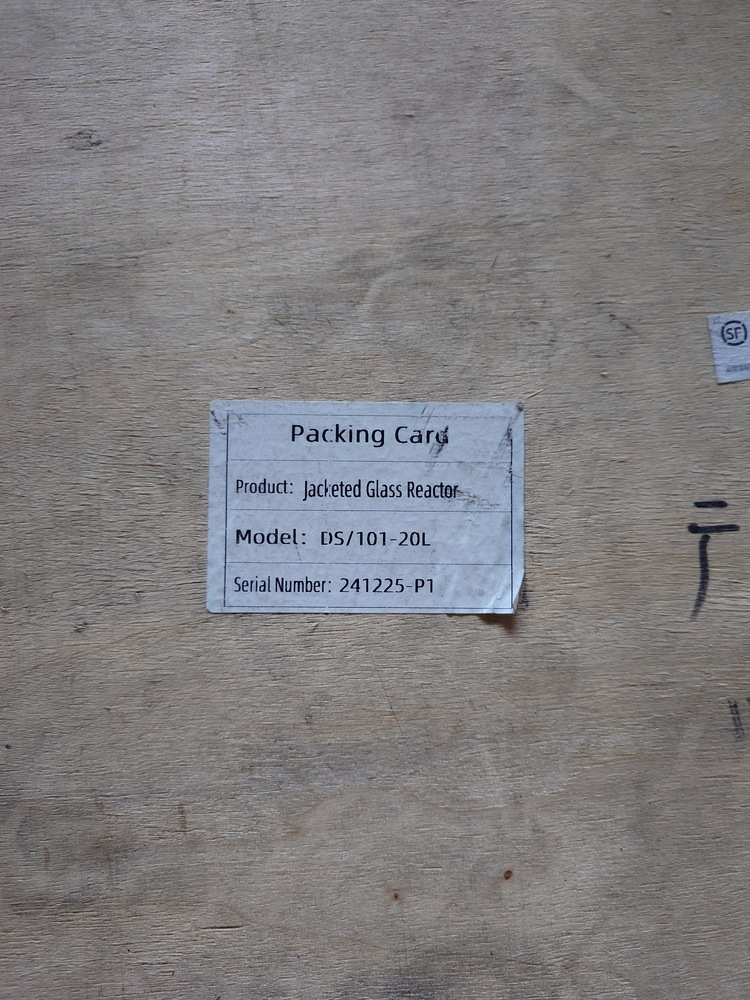 Packing Card
Product: Jacketed Glass Reactor
Model: DS/101-20L
Serial Number: 241225-P1
SF